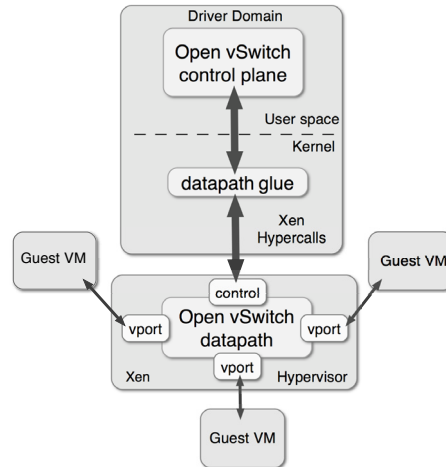 Driver Domain
Open vSwitch
control plane
User space
Kernel
datapath glue
Xen
Hypercalls
Guest VM
Guest VM
control
vport
Open vSwitch
datapath
vport
vport
Xen
Hypervisor
Guest VM